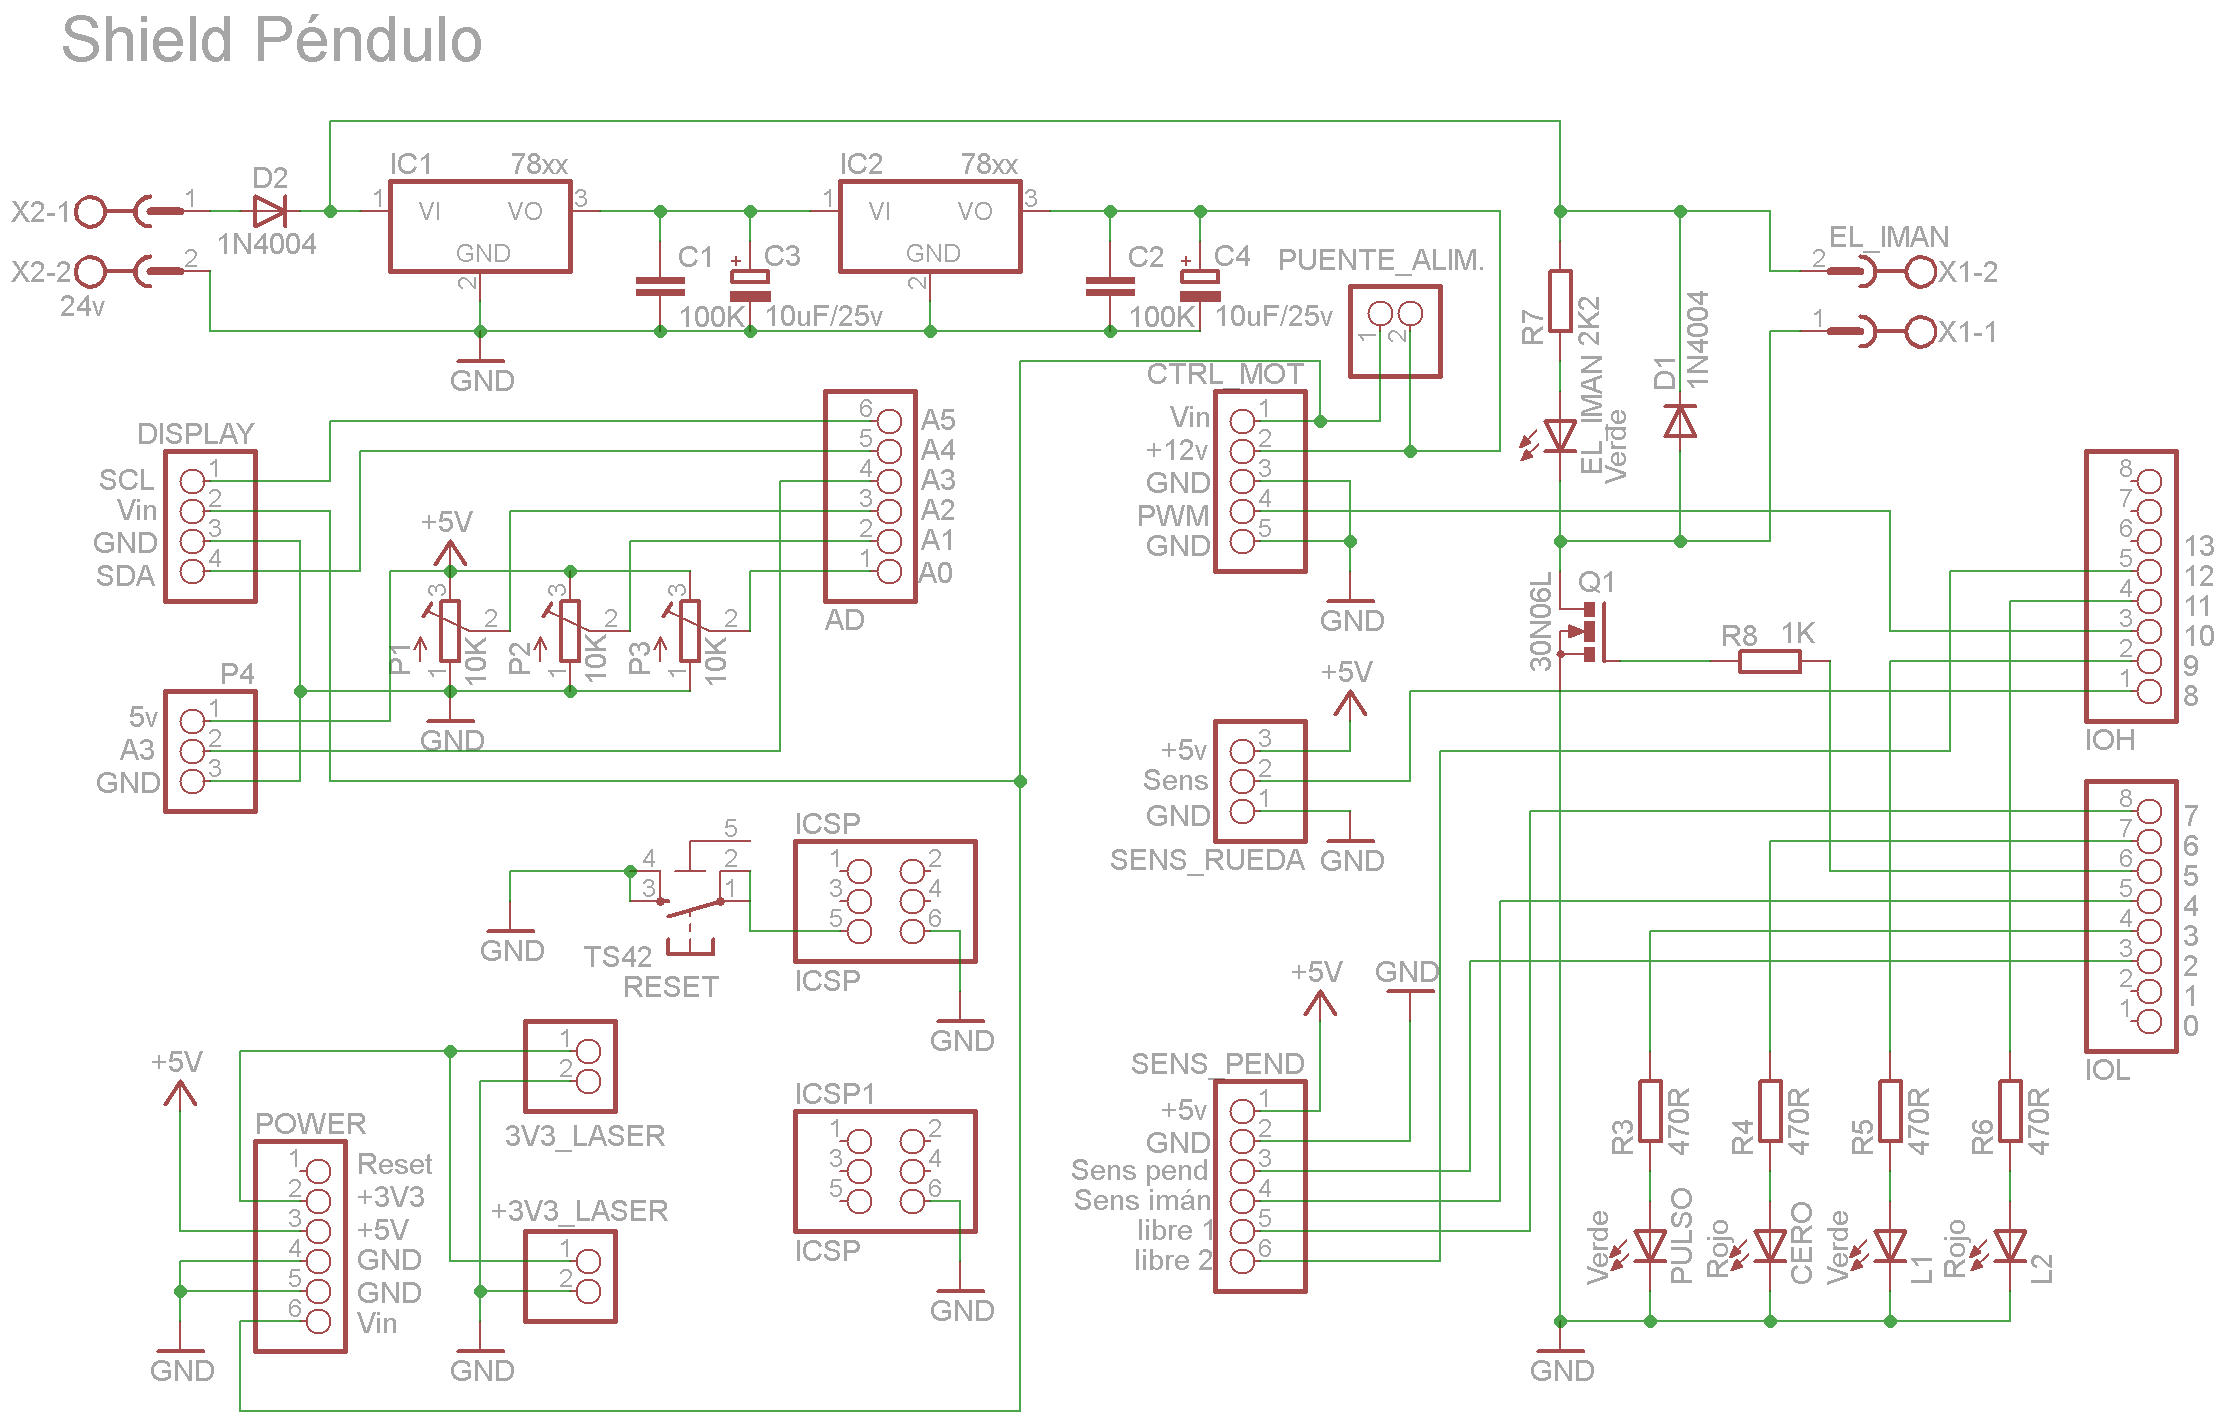 Shield Péndulo
X2-1
1
D2
1N4004
X2-2
2
24v
IC1
78xx
1
VI
VO
3
GND
2
C1
100K
+
C3
10uF/25v
IC2
78xx
1
VI
VO
3
GND
2
C2
100K
+
C4
10uF/25v
GND
PUENTE_ALIM.
1
2
R7
2K2
EL_IMAN
Verde
D1
1N4004
EL_IMAN
2
X1-2
1
X1-1
DISPLAY
SCL 1
Vin 2
GND 3
SDA 4
+5V
3
2
1
P1
10K
3
2
1
P2
10K
3
2
1
P3
10K
GND
6 A5
5 A4
4 A3
3 A2
2 A1
1 A0
AD
P4
5v 1
A3 2
GND 3
CTRL_MOT
Vin 1
+12v 2
GND 3
PWM 4
GND 5
GND
Q1
30N06L
R8
1K
+5V
+5v 3
Sens 2
GND 1
SENS_RUEDA
GND
8
7
6 13
5 12
4 11
3 10
2 9
1 8
IOH
8 7
7 6
6 5
5 4
4 3
3 2
2 1
1 0
IOL
GND
4
3
5
2
1
TS42
RESET
ICSP
1 2
3 4
5 6
ICSP
GND
ICSP1
1 2
3 4
5 6
ICSP
GND
+5V
POWER
1 Reset
2 +3V3
3 +5V
4 GND
5 GND
6 Vin
GND
1
2
3V3_LASER
+3V3_LASER
1
2
GND
+5V
GND
SENS_PEND
+5v 1
GND 2
Sens pend 3
Sens imán 4
libre 1 5
libre 2 6
R3
470R
R4
470R
R5
470R
R6
470R
Verde
PULSO
Rojo
CERO
Verde
L1
Rojo
L2
GND